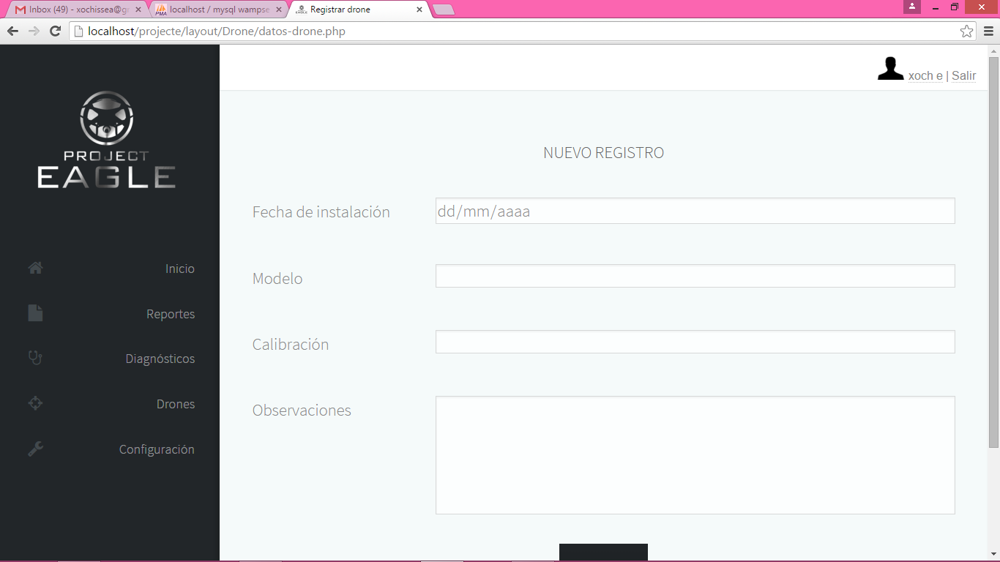 Inbox (49) - xochissea@gr
localhost / mysql wampse
Registrar drone
localhost/projecte/layout/Drone/datos-drone.php
xoch e | Salir
PROJECT
EAGLE
Inicio
Reportes
Diagnósticos
Drones
Configuración
NUEVO REGISTRO
Fecha de instalación
dd/mm/aaaa
Modelo
Calibración
Observaciones